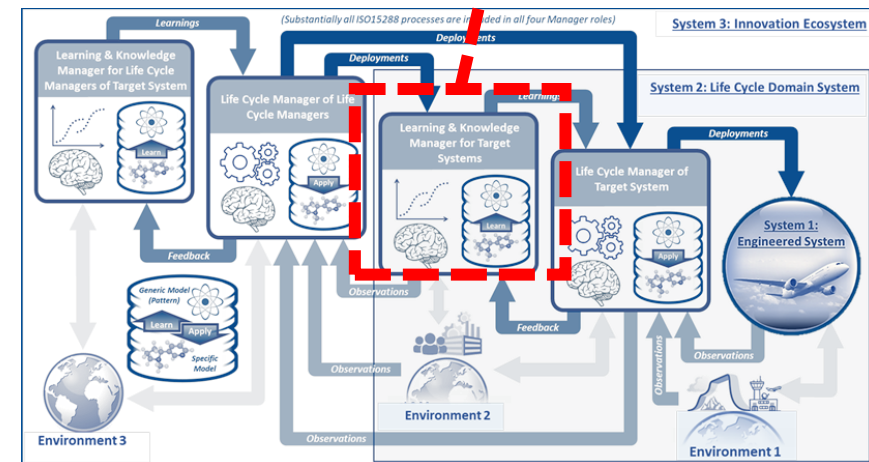 Learnings
(Substantially all ISO15288 processes are included in all four Manager roles)
System 3: Innovation Ecosystem
Deployments
Learning & Knowledge
Manager for Life Cycle
Managers of Target System
Learn
Life Cycle Manager of Life
Cycle Managers
Apply
Deployments
System 2: Life Cycle Domain System
Learnings
Learning & Knowledge
Manager for Target
Systems
Learn
Deployments
Life Cycle Manager of
Target System
Apply
System 1:
Engineered System
Feedback
Observations
Generic Model
(Pattern)
Learn
Apply
Specific
Model
Feedback
Observations
Observations
Observations
Environment 3
Environment 2
Observations
Environment 1